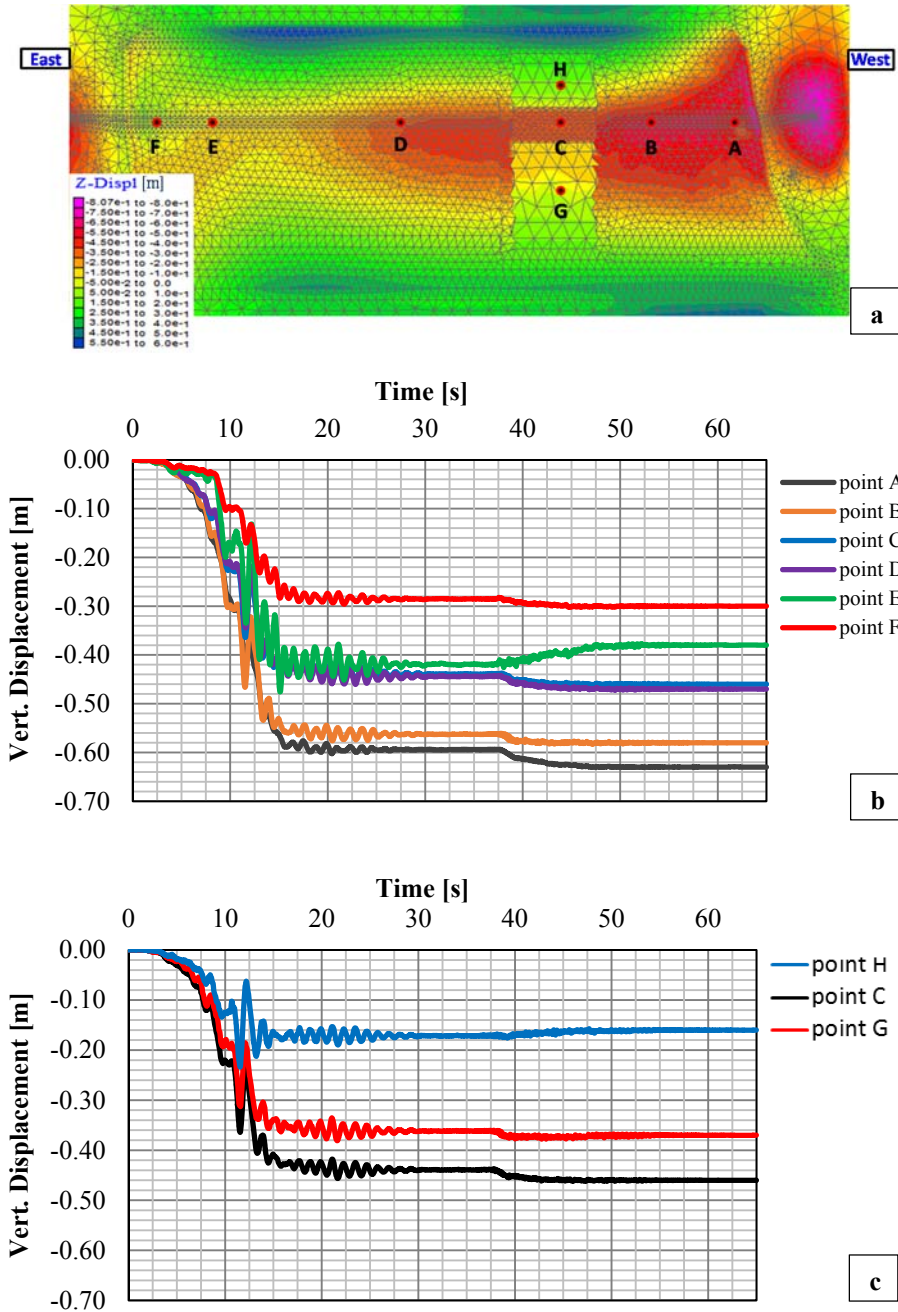 East
West
H
F
E
D
C
B
A
G
Z-Displ [m]
-8.07e-1 to -8.0e-1
-7.50e-1 to -7.0e-1
-6.50e-1 to -6.0e-1
-5.50e-1 to -5.0e-1
-4.50e-1 to -4.0e-1
-3.50e-1 to -3.0e-1
-2.50e-1 to -2.0e-1
-1.50e-1 to -1.0e-1
-5.00e-2 to 0.0
5.00e-2 to 1.0e-1
1.50e-1 to 2.0e-1
2.50e-1 to 3.0e-1
3.50e-1 to 4.0e-1
4.50e-1 to 5.0e-1
5.50e-1 to 6.0e-1
a
Time [s]
0 10 20 30 40 50 60
Vert. Displacement [m]
0.00
-0.10
-0.20
-0.30
-0.40
-0.50
-0.60
-0.70
point A
point B
point C
point D
point E
point F
b
Time [s]
0 10 20 30 40 50 60
Vert. Displacement [m]
0.00
-0.10
-0.20
-0.30
-0.40
-0.50
-0.60
-0.70
point H
point C
point G
c